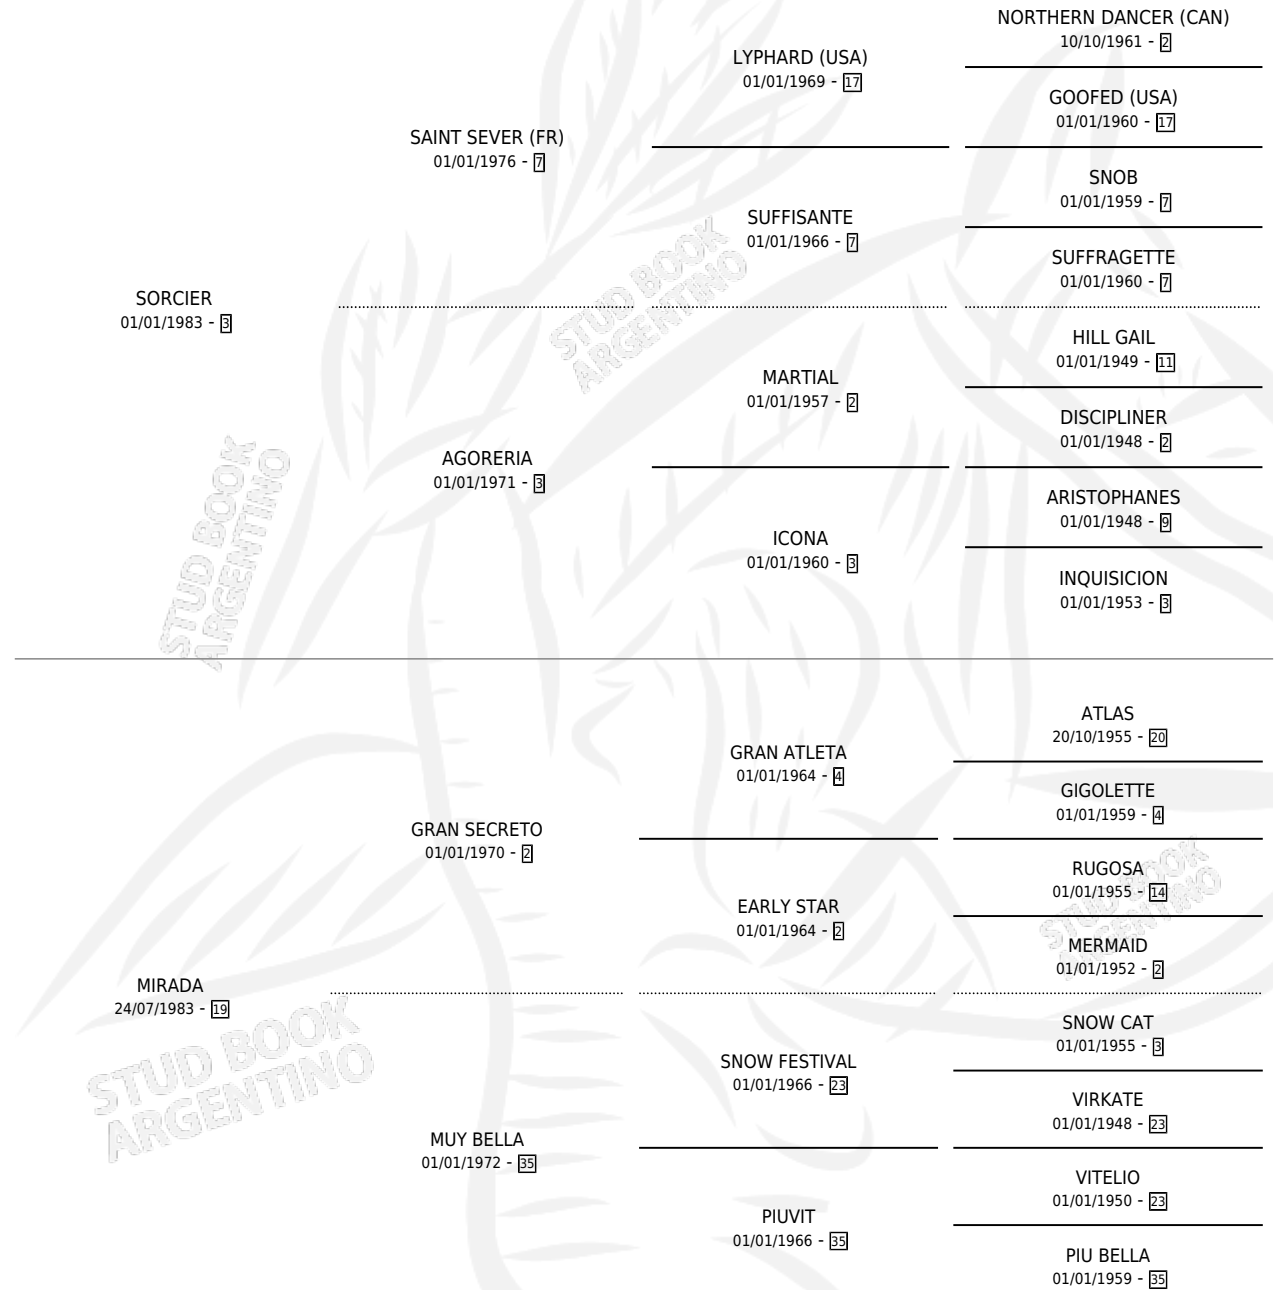 NORTHERN DANCER (CAN)
10/10/1961 - 2
LYPHARD (USA)
01/01/1969 - 17
GOOFED (USA)
01/01/1960 - 17
SAINT SEVER (FR)
01/01/1976 - 7
SNOB
01/01/1959 - 7
SUFFISANTE
01/01/1966 - 7
SUFFRAGETTE
01/01/1960 - 7
SORCIER
01/01/1983 - 3
STUD BOOK
ARGENTINO
HILL GAIL
01/01/1949 - 11
MARTIAL
01/01/1957 - 2
DISCIPLINER
01/01/1948 - 2
AGORERIA
01/01/1971 - 3
ARISTOPHANES
01/01/1948 - 9
ICONA
01/01/1960 - 3
INQUISICION
01/01/1953 - 3
STUD BOOK
ARGENTINO
ATLAS
20/10/1955 - 20
GRAN ATLETA
01/01/1964 - 4
GIGOLETTE
01/01/1959 - 4
GRAN SECRETO
01/01/1970 - 2
RUGOSA
01/01/1955 - 14
EARLY STAR
01/01/1964 - 2
STUD BOOK
ARGENTINO
MERMAID
01/01/1952 - 2
MIRADA
24/07/1983 - 19
SNOW CAT
01/01/1955 - 3
SNOW FESTIVAL
01/01/1966 - 23
STUD BOOK
ARGENTINO
VIRKATE
01/01/1948 - 23
MUY BELLA
01/01/1972 - 35
VITELIO
01/01/1950 - 23
PIUVIT
01/01/1966 - 35
PIU BELLA
01/01/1959 - 35